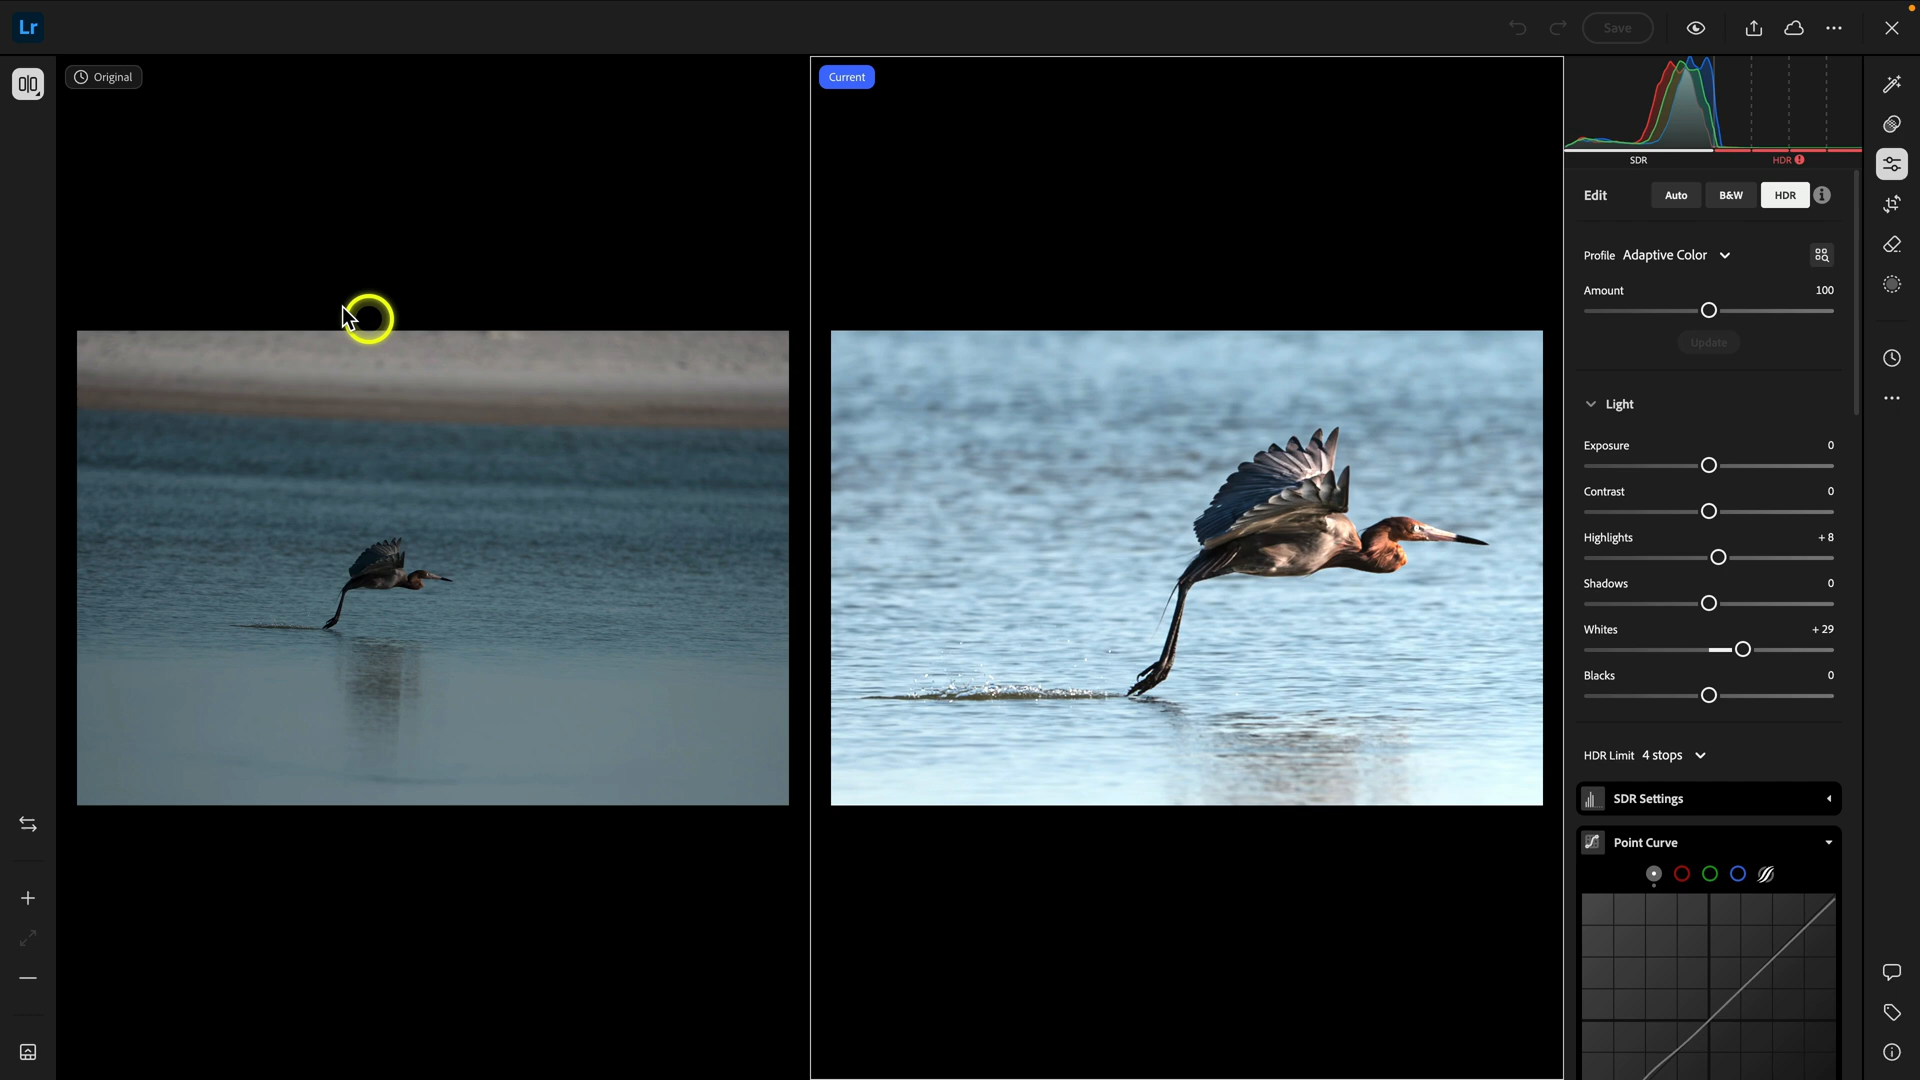 Lr
Save
Original
Current
SDR
HDR
Edit
Auto
B&W
HDR
Profile Adaptive Color
Amount 100
Update
Light
Exposure 0
Contrast 0
Highlights + 8
Shadows 0
Whites + 29
Blacks 0
HDR Limit 4 stops
SDR Settings
Point Curve